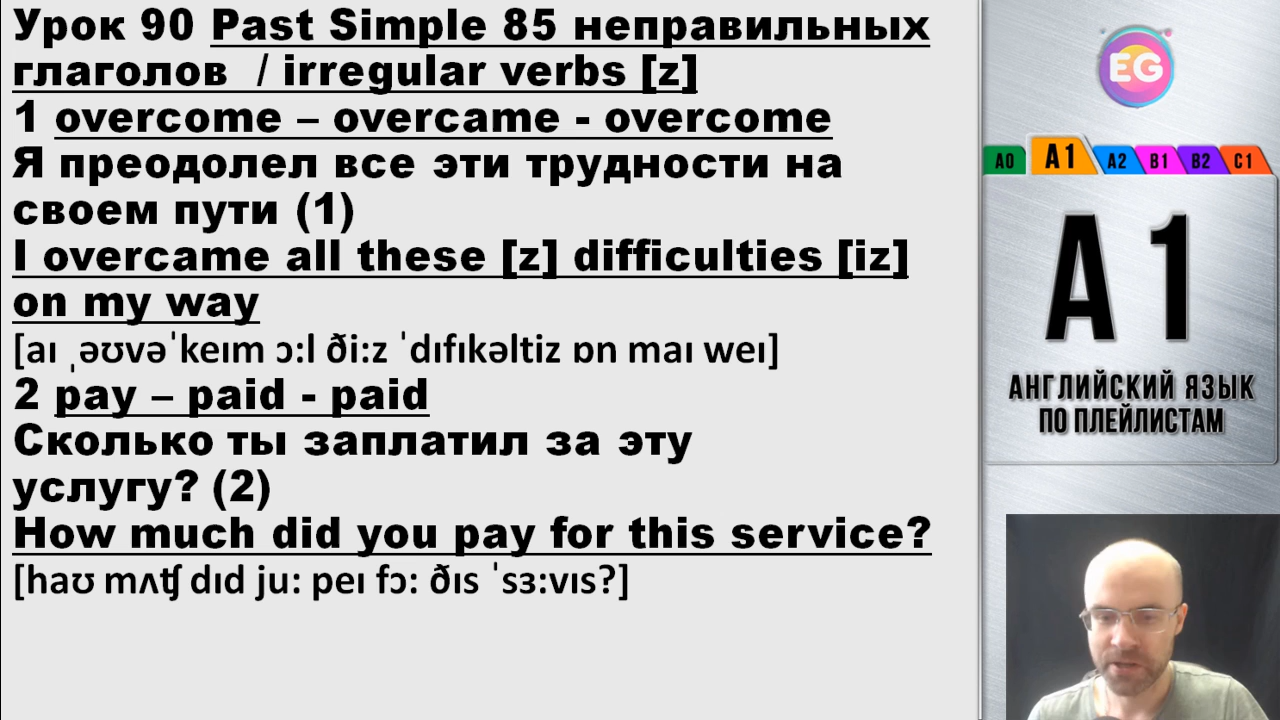 Урок 90 Past Simple 85 неправильных
глаголов / irregular verbs [z]
1 overcome – overcame - overcome
Я преодолел все эти трудности на
своем пути (1)
I overcame all these [z] difficulties [iz]
on my way
[aɪ ˌəʊvəˈkeɪm ɔ:l ði:z ˈdɪfɪkəltiz ɒn maɪ weɪ]
2 pay – paid - paid
Сколько ты заплатил за эту
услугу? (2)
How much did you pay for this service?
[haʊ mʌʧ dɪd ju: peɪ fɔ: ðɪs ˈsɜ:vɪs?]
EG
A0 A1 A2 B1 B2 C1
A1
АНГЛИЙСКИЙ ЯЗЫК
ПО ПЛЕЙЛИСТАМ